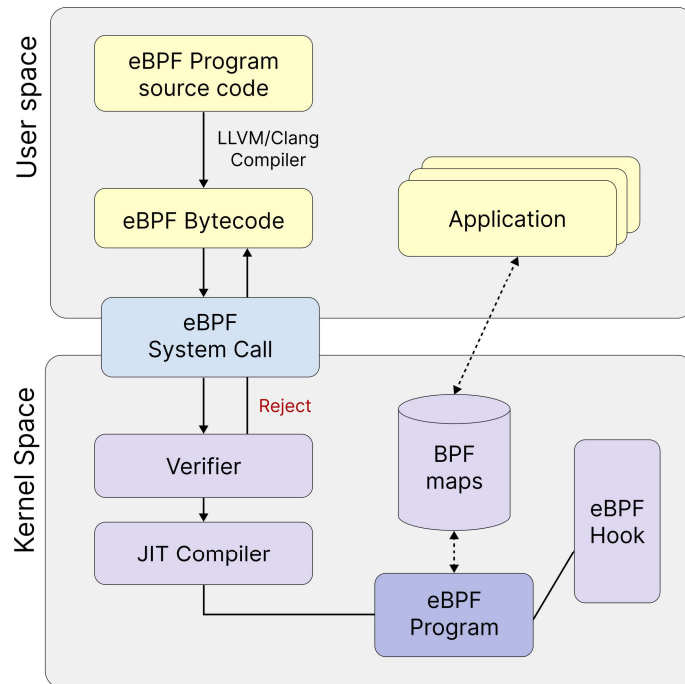 User space
eBPF Program
source code
LLVM/Clang
Compiler
eBPF Bytecode
Application
eBPF
System Call
Kernel Space
Reject
Verifier
BPF
maps
eBPF
Hook
JIT Compiler
eBPF
Program